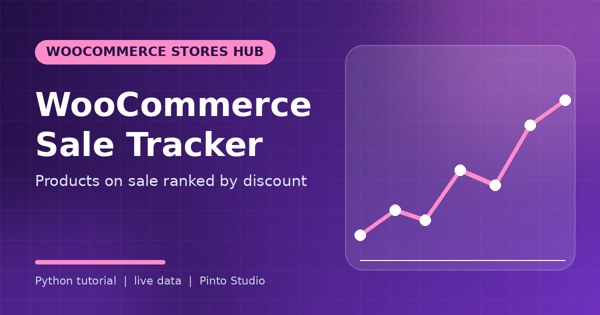 WOOCOMMERCE STORES HUB
WooCommerce
Sale Tracker
Products on sale ranked by discount
Python tutorial | live data | Pinto Studio